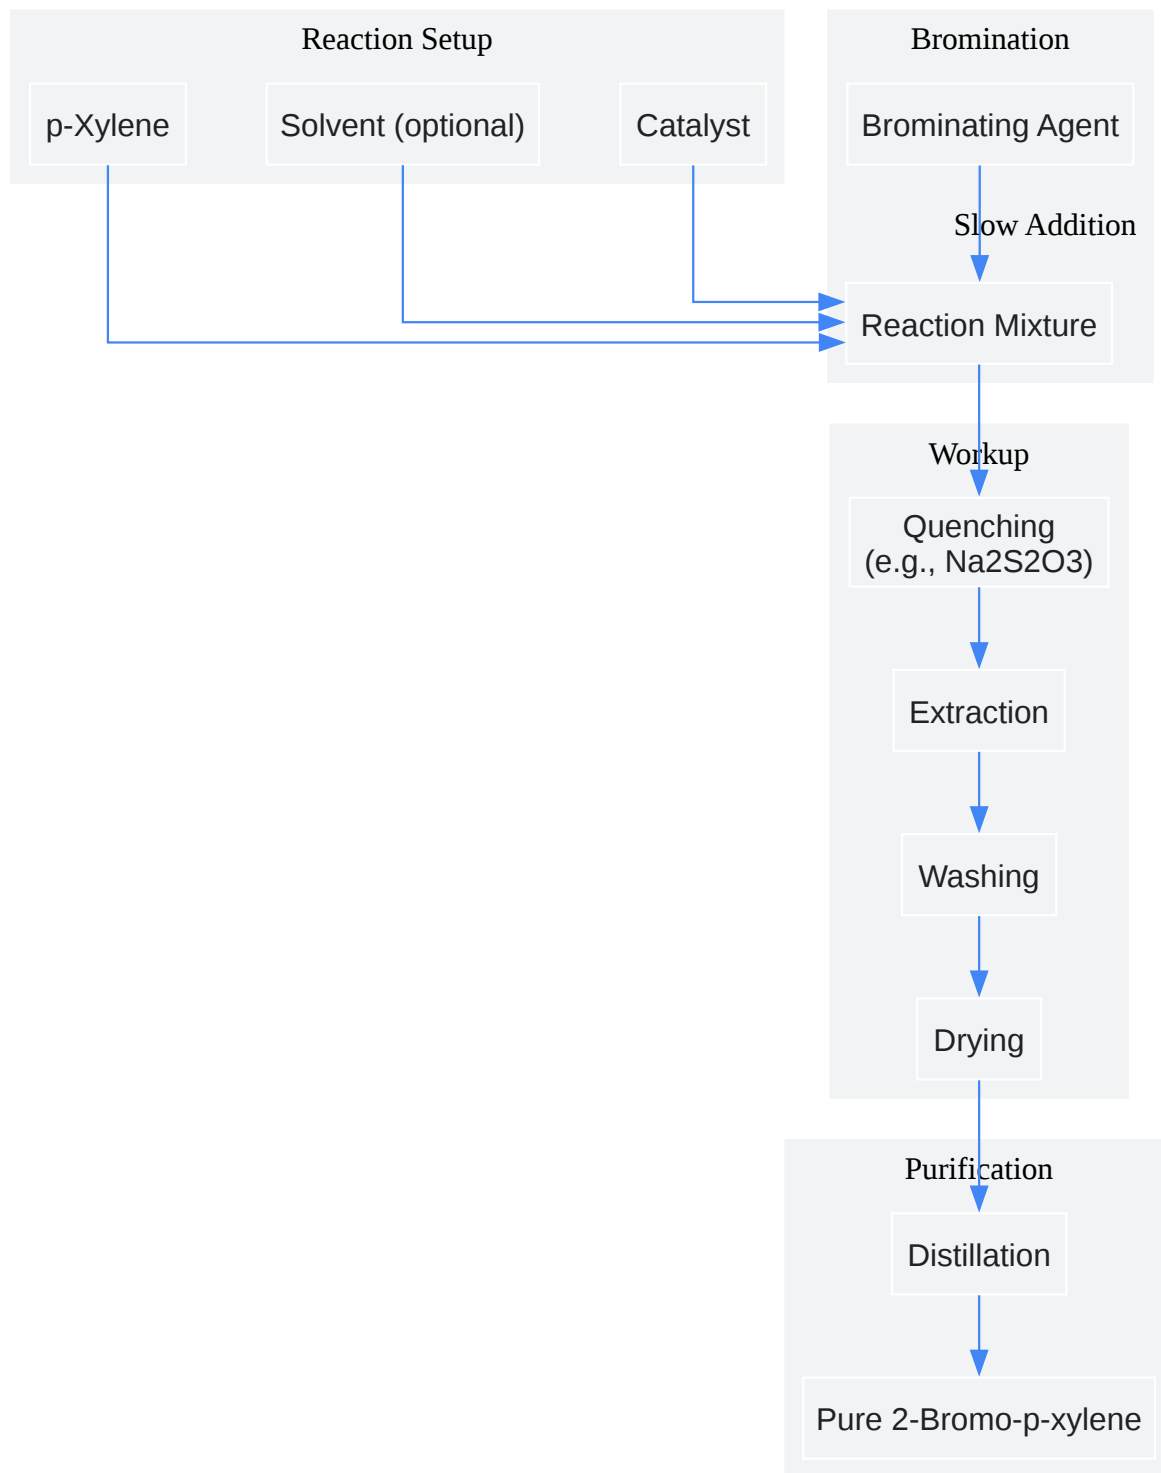 Reaction Setup
p-Xylene
Solvent (optional)
Catalyst
Bromination
Brominating Agent
Slow Addition
Reaction Mixture
Workup
Quenching
(e.g., Na2S2O3)
Extraction
Washing
Drying
Purification
Distillation
Pure 2-Bromo-p-xylene